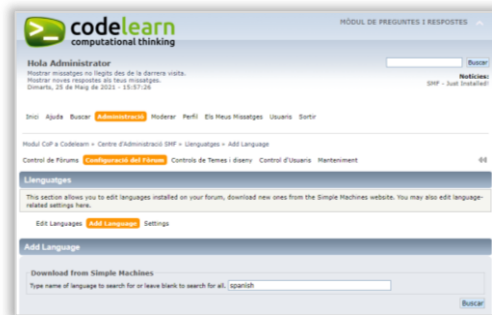 codelearn
computational thinking
MÒDUL DE PREGUNTES I RESPOSTES
Hola Administrator
Mostrar missatges no llegits des de la darrera visita.
Mostrar noves respostes als teus missatges.
Dimarts, 25 de Maig de 2021 - 15:57:26
Buscar
Notícies:
SMF - Just Installed!
Inici Ajuda Buscar Administració Moderar Perfil Els Meus Missatges Usuaris Sortir
Modul CoP a Codelearn » Centre d'Administració SMF » Llenguatges » Add Language
Control de Fòrums Configuració del Fòrum Controls de Temes i diseny Control d'Usuaris Manteniment
Llenguatges
This section allows you to edit languages installed on your forum, download new ones from the Simple Machines website. You may also edit language-
related settings here.
Edit Languages Add Language Settings
Add Language
Download from Simple Machines
Type name of language to search for or leave blank to search for all. spanish
Buscar